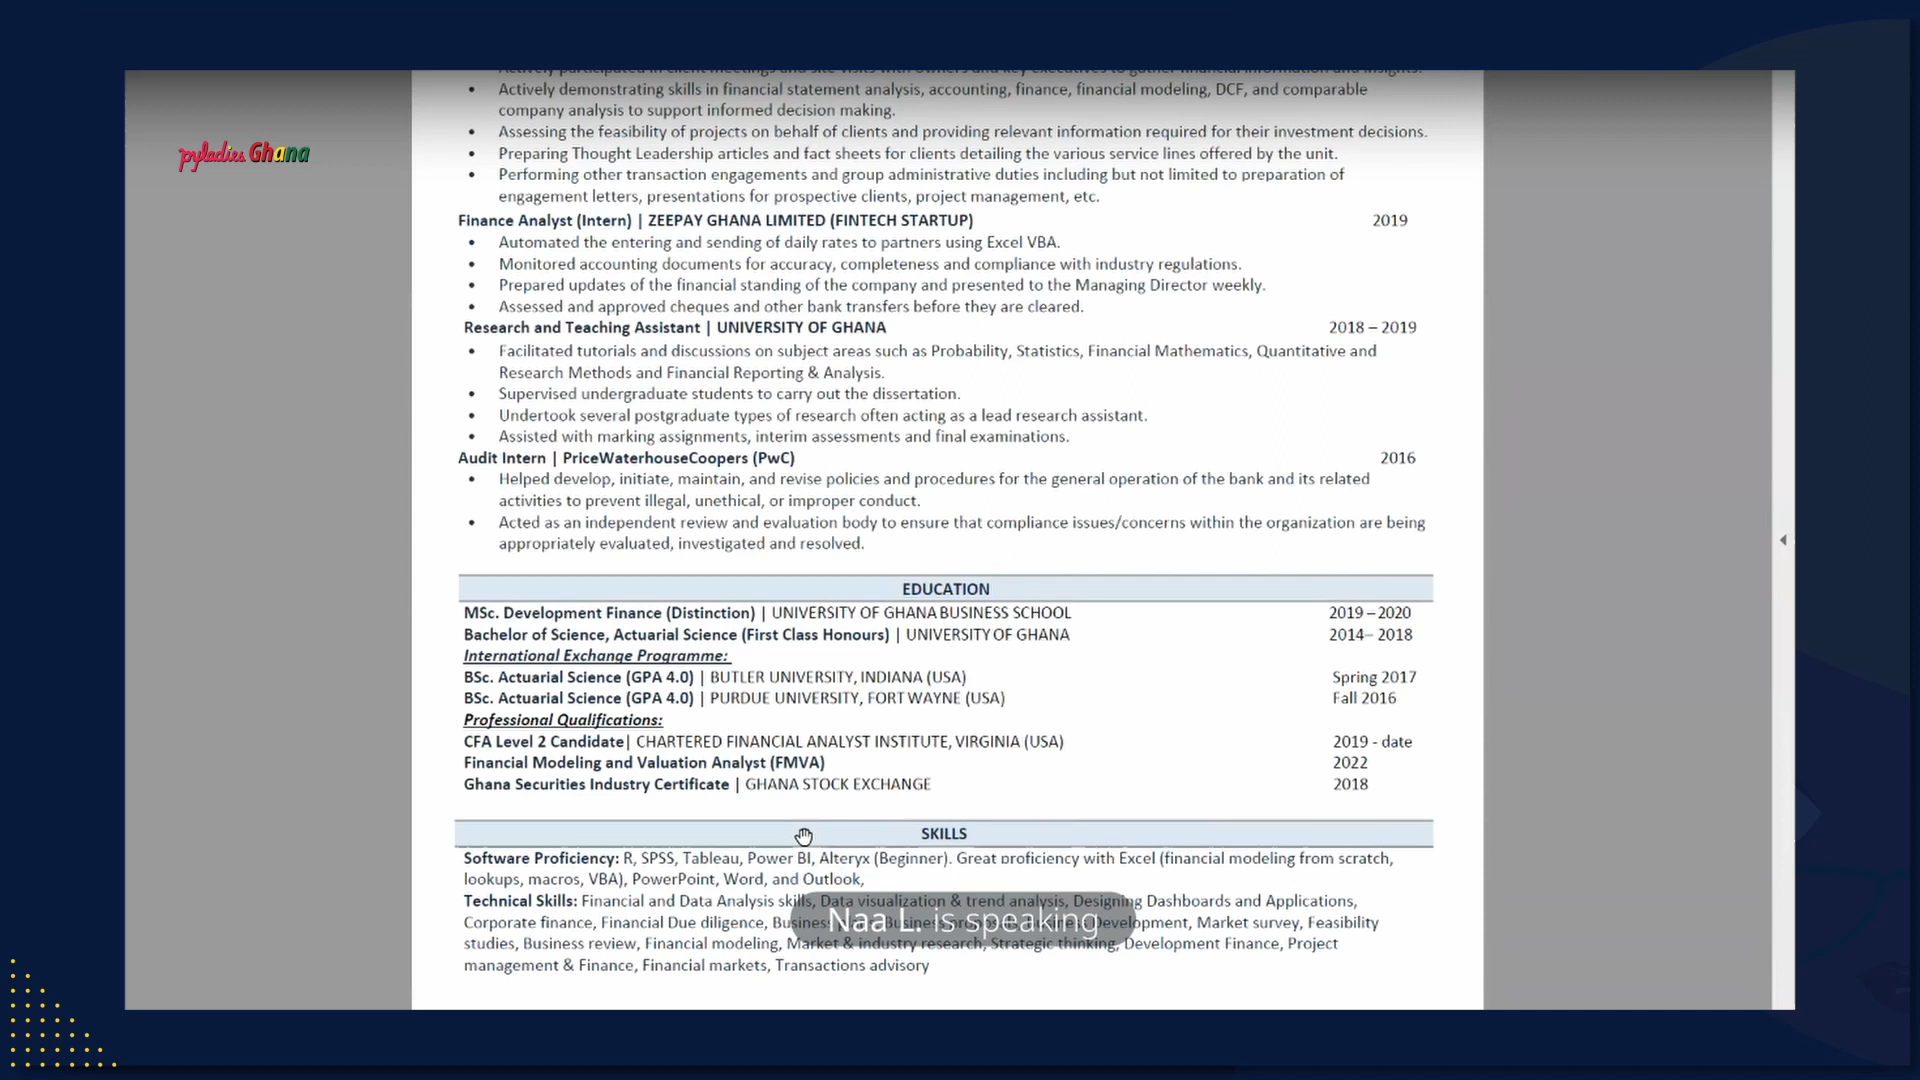 pyladies Ghana
Actively participated in client meetings and site visits with owners and key executives to gather financial information and insights.
• Actively demonstrating skills in financial statement analysis, accounting, finance, financial modeling, DCF, and comparable
company analysis to support informed decision making.
• Assessing the feasibility of projects on behalf of clients and providing relevant information required for their investment decisions.
• Preparing Thought Leadership articles and fact sheets for clients detailing the various service lines offered by the unit.
• Performing other transaction engagements and group administrative duties including but not limited to preparation of
engagement letters, presentations for prospective clients, project management, etc.
Finance Analyst (Intern) | ZEEPAY GHANA LIMITED (FINTECH STARTUP) 2019
• Automated the entering and sending of daily rates to partners using Excel VBA.
• Monitored accounting documents for accuracy, completeness and compliance with industry regulations.
• Prepared updates of the financial standing of the company and presented to the Managing Director weekly.
• Assessed and approved cheques and other bank transfers before they are cleared.
Research and Teaching Assistant | UNIVERSITY OF GHANA 2018 – 2019
• Facilitated tutorials and discussions on subject areas such as Probability, Statistics, Financial Mathematics, Quantitative and
Research Methods and Financial Reporting & Analysis.
• Supervised undergraduate students to carry out the dissertation.
• Undertook several postgraduate types of research often acting as a lead research assistant.
• Assisted with marking assignments, interim assessments and final examinations.
Audit Intern | PriceWaterhouseCoopers (PwC) 2016
• Helped develop, initiate, maintain, and revise policies and procedures for the general operation of the bank and its related
activities to prevent illegal, unethical, or improper conduct.
• Acted as an independent review and evaluation body to ensure that compliance issues/concerns within the organization are being
appropriately evaluated, investigated and resolved.
EDUCATION
MSc. Development Finance (Distinction) | UNIVERSITY OF GHANA BUSINESS SCHOOL 2019 – 2020
Bachelor of Science, Actuarial Science (First Class Honours) | UNIVERSITY OF GHANA 2014– 2018
International Exchange Programme:
BSc. Actuarial Science (GPA 4.0) | BUTLER UNIVERSITY, INDIANA (USA) Spring 2017
BSc. Actuarial Science (GPA 4.0) | PURDUE UNIVERSITY, FORT WAYNE (USA) Fall 2016
Professional Qualifications:
CFA Level 2 Candidate| CHARTERED FINANCIAL ANALYST INSTITUTE, VIRGINIA (USA) 2019 - date
Financial Modeling and Valuation Analyst (FMVA) 2022
Ghana Securities Industry Certificate | GHANA STOCK EXCHANGE 2018
SKILLS
Software Proficiency: R, SPSS, Tableau, Power BI, Alteryx (Beginner). Great proficiency with Excel (financial modeling from scratch,
lookups, macros, VBA), PowerPoint, Word, and Outlook,
Technical Skills: Financial and Data Analysis skills, Data visualization & trend analysis, Designing Dashboards and Applications,
Corporate finance, Financial Due diligence, Business Business Development, Market survey, Feasibility
Naa L. is speaking
studies, Business review, Financial modeling, Market & industry research, Strategic thinking, Development Finance, Project
management & Finance, Financial markets, Transactions advisory